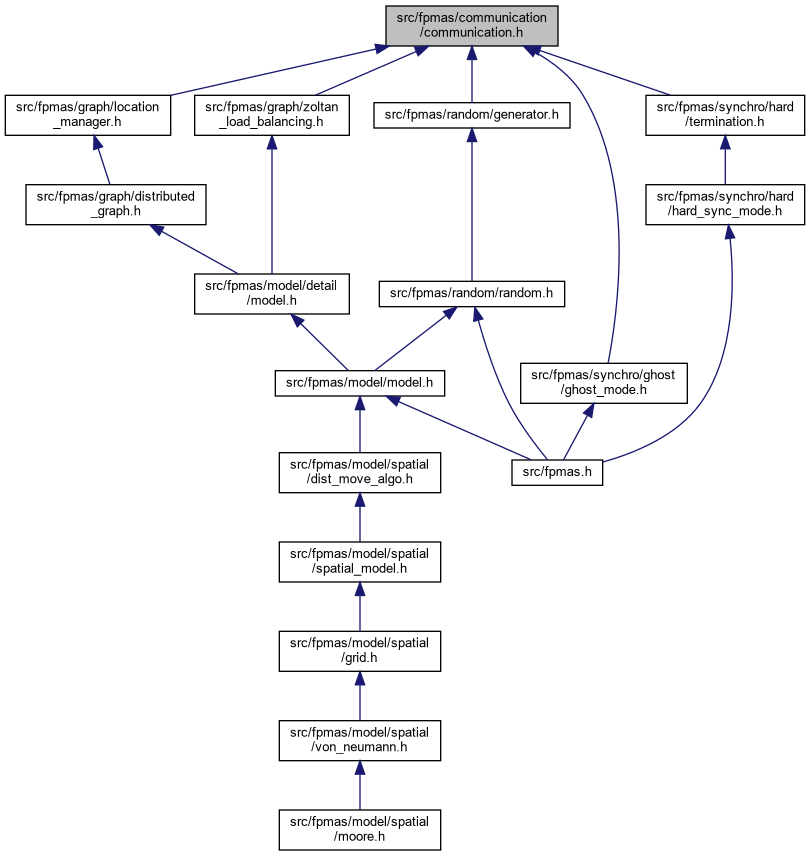 src/fpmas/communication
/communication.h
src/fpmas/graph/location
_manager.h
src/fpmas/graph/zoltan
_load_balancing.h
src/fpmas/random/generator.h
src/fpmas/synchro/hard
/termination.h
src/fpmas/graph/distributed
_graph.h
src/fpmas/synchro/hard
/hard_sync_mode.h
src/fpmas/model/detail
/model.h
src/fpmas/random/random.h
src/fpmas/model/model.h
src/fpmas/synchro/ghost
/ghost_mode.h
src/fpmas/model/spatial
/dist_move_algo.h
src/fpmas.h
src/fpmas/model/spatial
/spatial_model.h
src/fpmas/model/spatial
/grid.h
src/fpmas/model/spatial
/von_neumann.h
src/fpmas/model/spatial
/moore.h